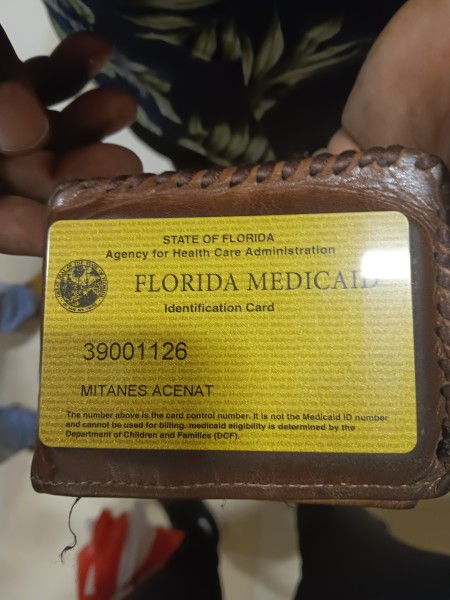 STATE OF FLORIDA
Agency for Health Care Administration
FLORIDA MEDICAID
Identification Card
39001126
MITANES ACENAT
The number above is the card control number. It is not the Medicaid ID number
and cannot be used for billing. medicaid eligibility is determined by the
Department of Children and Families (DCF).